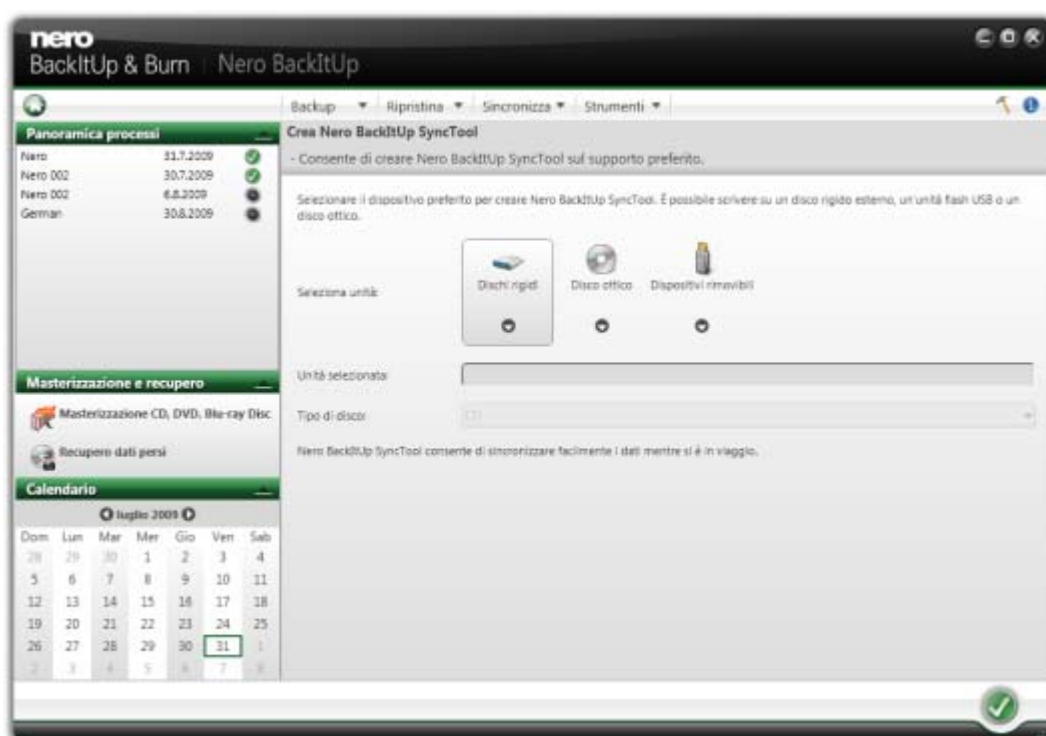 nero
BackItUp & Burn | Nero BackItUp
Backup Ripristina Sincronizza Strumenti
Panoramica processi
Nero 31.7.2009
Nero 002 30.7.2009
Nero 002 6.8.2009
German 30.8.2009
Crea Nero BackItUp SyncTool
- Consente di creare Nero BackItUp SyncTool sul supporto preferito.
Selezionare il dispositivo preferito per creare Nero BackItUp SyncTool. È possibile scrivere su un disco rigido esterno, un'unità flash USB o un
disco ottico.
Seleziona unità:
Dischi rigidi Disco ottico Dispositivi rimovibili
Unità selezionata:
Tipo di disco: CD
Nero BackItUp SyncTool consente di sincronizzare facilmente i dati mentre si è in viaggio.
Masterizzazione e recupero
Masterizzazione CD, DVD, Blu-ray Disc
Recupero dati persi
Calendario
luglio 2009
Dom Lun Mar Mer Gio Ven Sab
28 29 30 1 2 3 4
5 6 7 8 9 10 11
12 13 14 15 16 17 18
19 20 21 22 23 24 25
26 27 28 29 30 31 1
2 3 4 5 6 7 8